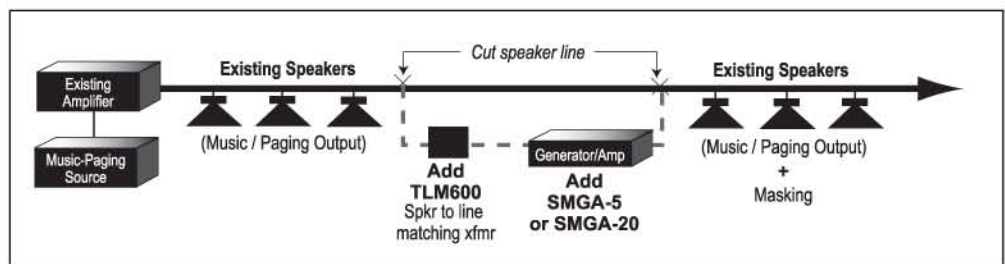 Cut speaker line
Existing
Amplifier
Music-Paging
Source
Existing Speakers
(Music / Paging Output)
Add
TLM600
Spkr to line
matching xfmr
Generator/Amp
Add
SMGA-5
or SMGA-20
Existing Speakers
(Music / Paging Output)
+
Masking